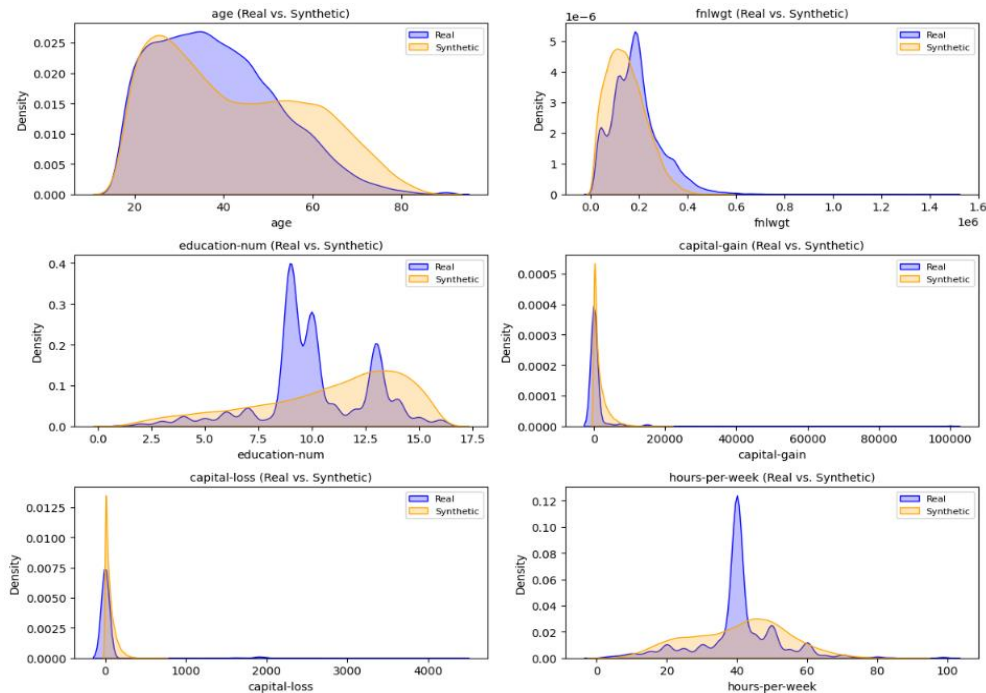 age (Real vs. Synthetic)
Density
0.025
0.020
0.015
0.010
0.005
0.000
20
40
60
80
age
Real
Synthetic
fnlwgt (Real vs. Synthetic)
1e−6
Density
5
4
3
2
1
0
0.0
0.2
0.4
0.6
0.8
1.0
1.2
1.4
1.6
1e6
fnlwgt
Real
Synthetic
education-num (Real vs. Synthetic)
Density
0.4
0.3
0.2
0.1
0.0
0.0
2.5
5.0
7.5
10.0
12.5
15.0
17.5
education-num
Real
Synthetic
capital-gain (Real vs. Synthetic)
Density
0.0005
0.0004
0.0003
0.0002
0.0001
0.0000
0
20000
40000
60000
80000
100000
capital-gain
Real
Synthetic
capital-loss (Real vs. Synthetic)
Density
0.0125
0.0100
0.0075
0.0050
0.0025
0.0000
0
1000
2000
3000
4000
capital-loss
Real
Synthetic
hours-per-week (Real vs. Synthetic)
Density
0.12
0.10
0.08
0.06
0.04
0.02
0.00
0
20
40
60
80
100
hours-per-week
Real
Synthetic